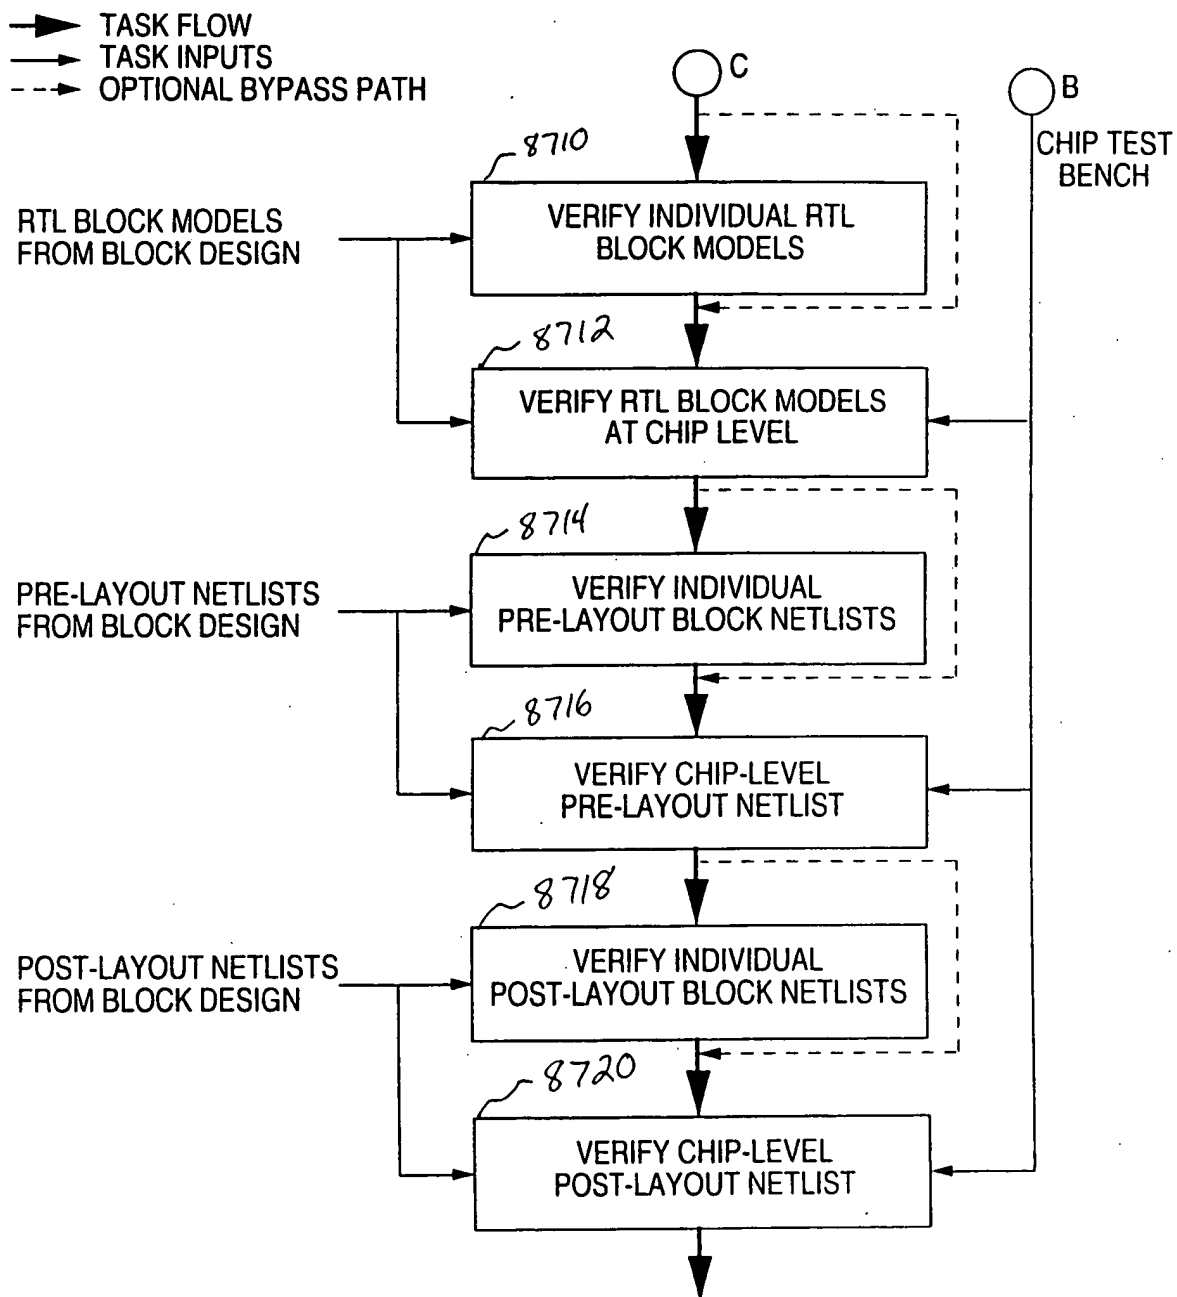 TASK FLOW
TASK INPUTS
OPTIONAL BYPASS PATH
C
B
CHIP TEST
BENCH
8710
VERIFY INDIVIDUAL RTL
BLOCK MODELS
RTL BLOCK MODELS
FROM BLOCK DESIGN
8712
VERIFY RTL BLOCK MODELS
AT CHIP LEVEL
8714
VERIFY INDIVIDUAL
PRE-LAYOUT BLOCK NETLISTS
PRE-LAYOUT NETLISTS
FROM BLOCK DESIGN
8716
VERIFY CHIP-LEVEL
PRE-LAYOUT NETLIST
8718
VERIFY INDIVIDUAL
POST-LAYOUT BLOCK NETLISTS
POST-LAYOUT NETLISTS
FROM BLOCK DESIGN
8720
VERIFY CHIP-LEVEL
POST-LAYOUT NETLIST